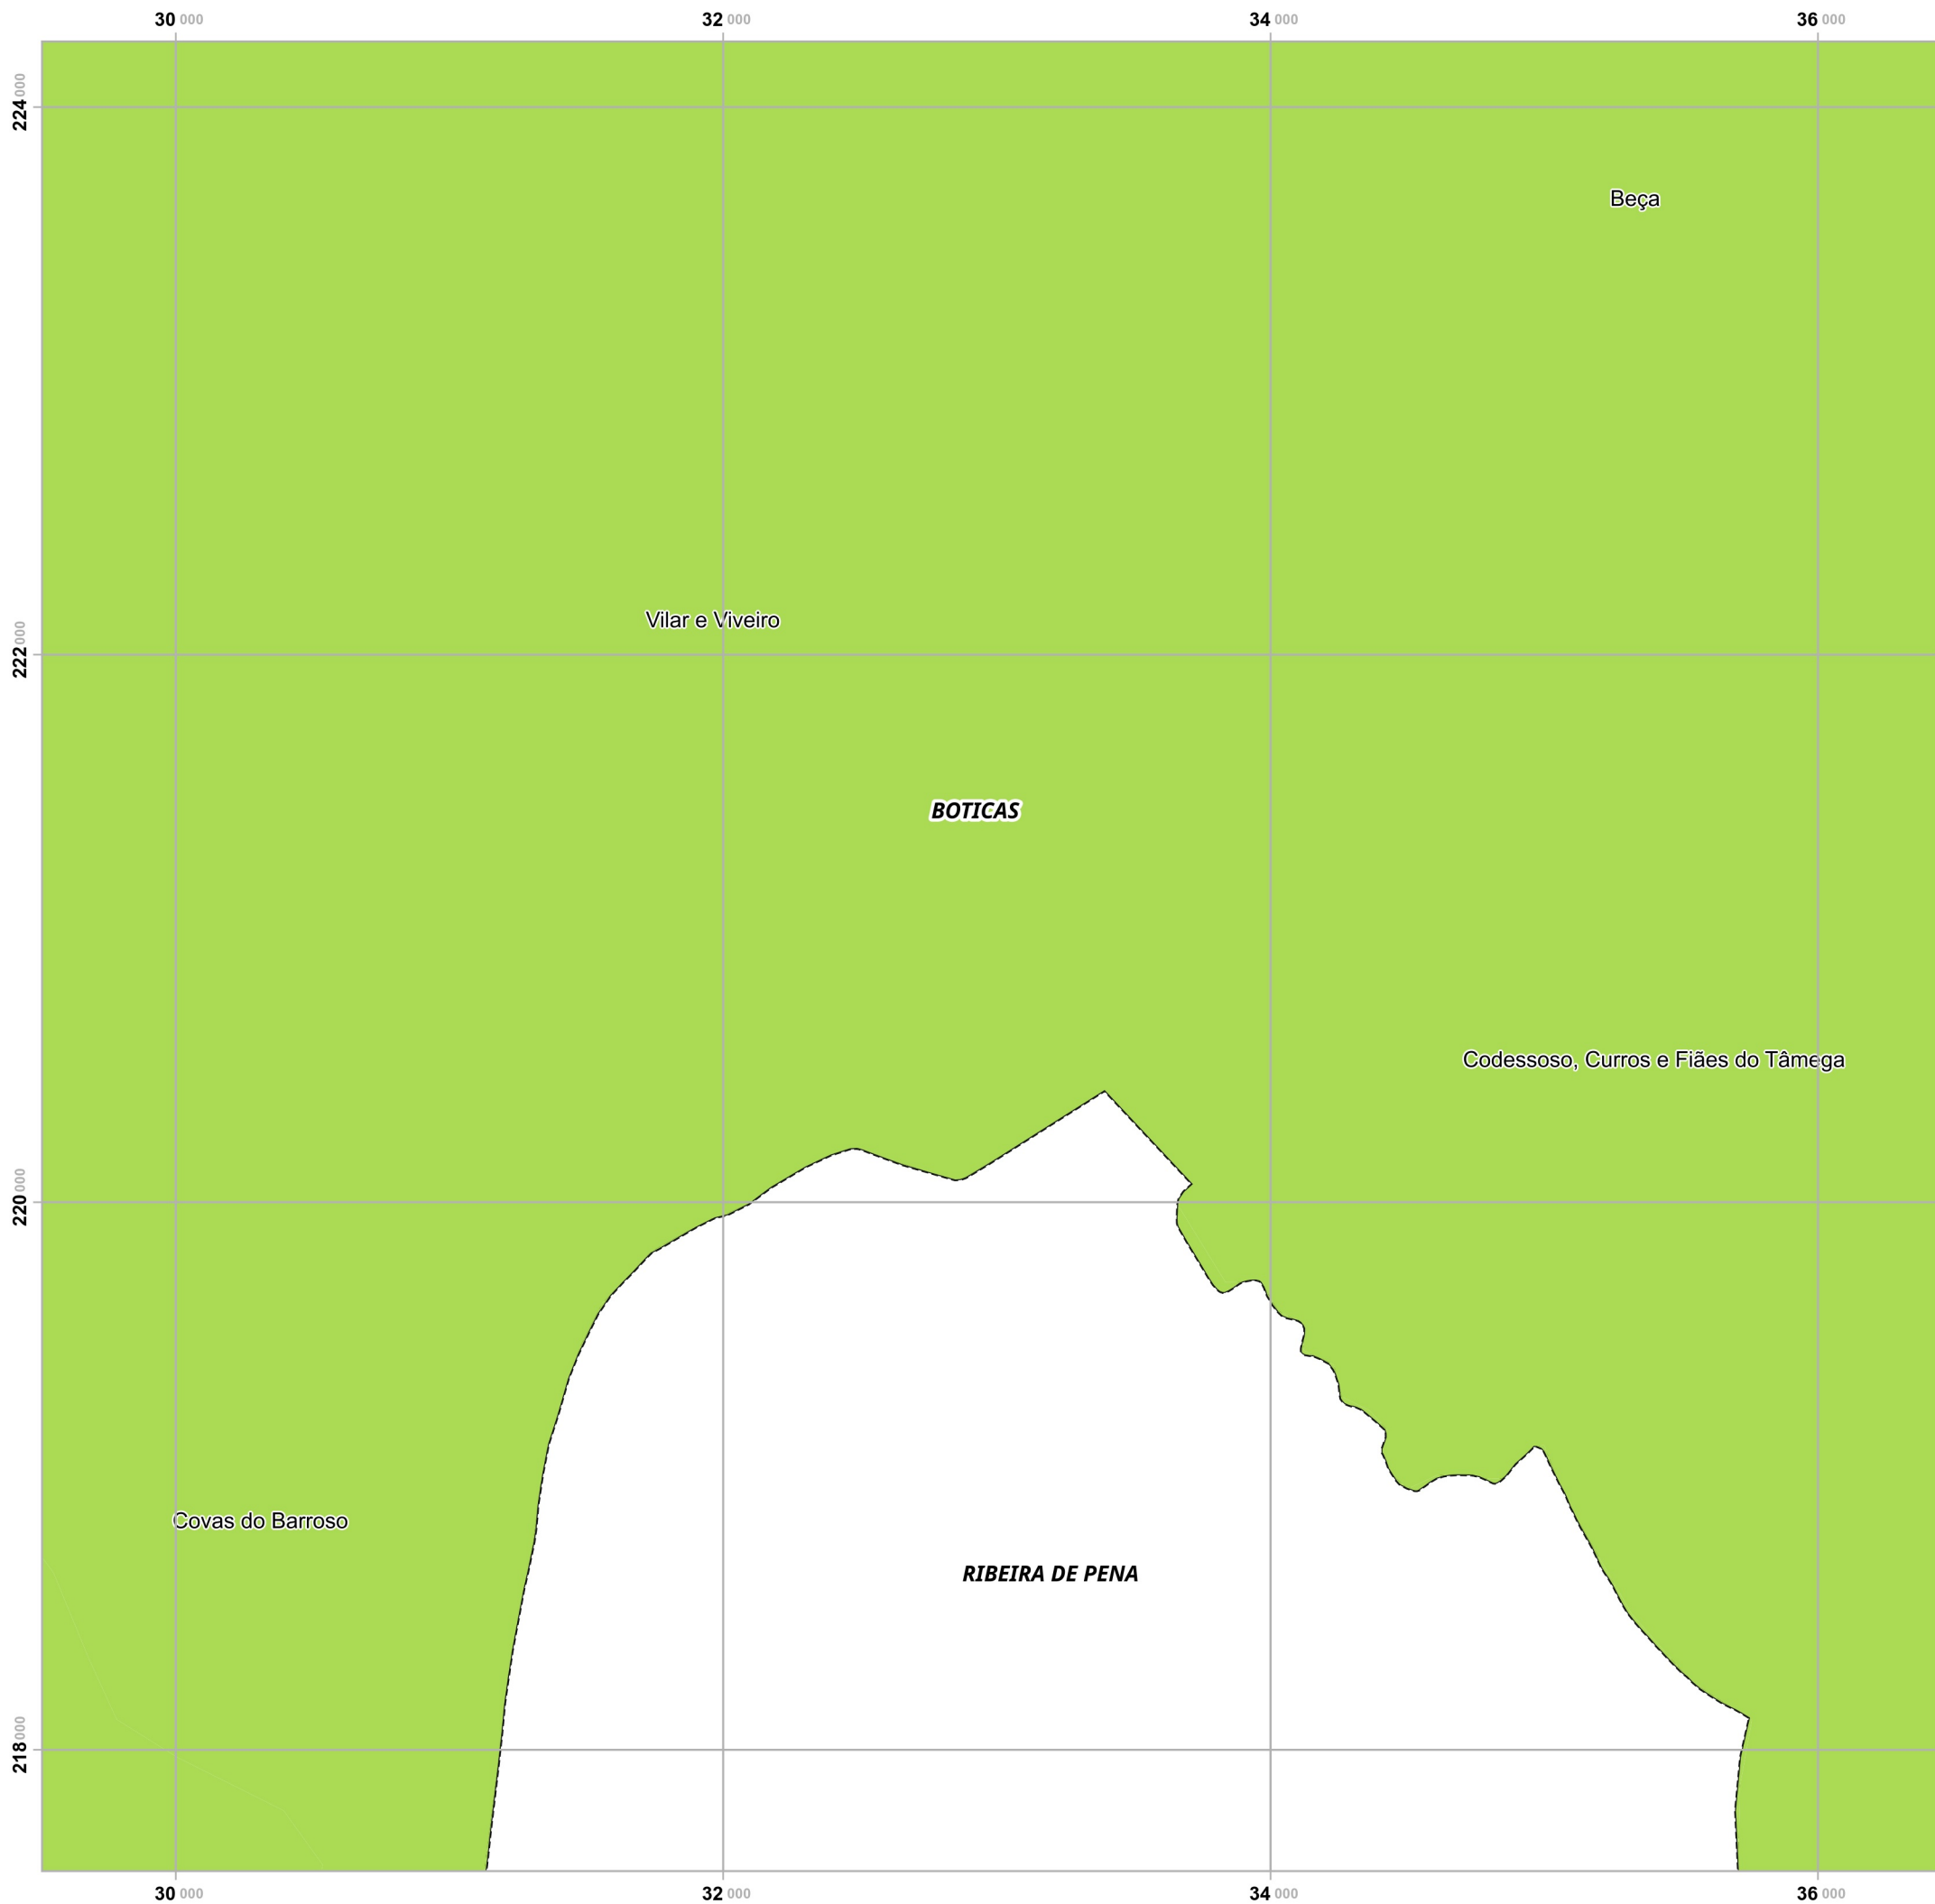 30 000
32 000
34 000
36 000
224 000
Beça
Vilar e Viveiro
222 000
BOTICAS
Codessoso, Curros e Fiães do Tâmega
220 000
Covas do Barroso
RIBEIRA DE PENA
218 000
30 000
32 000
34 000
36 000